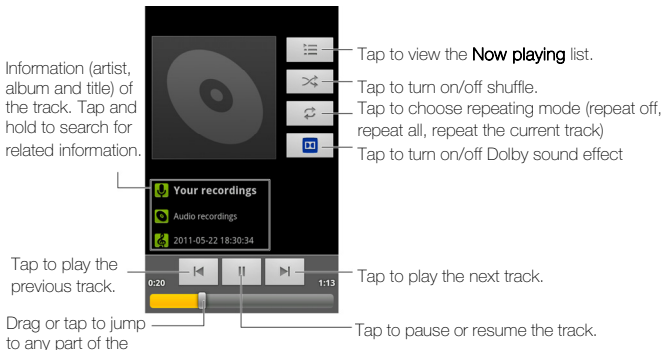 Information (artist,
album and title) of
the track. Tap and
hold to search for
related information.
Tap to view the Now playing list.
Tap to turn on/off shuffle.
Tap to choose repeating mode (repeat off,
repeat all, repeat the current track)
Tap to turn on/off Dolby sound effect
Your recordings
Audio recordings
2011-05-22 18:30:34
Tap to play the
previous track.
0:20
1:13
Tap to play the next track.
Drag or tap to jump
to any part of the
Tap to pause or resume the track.